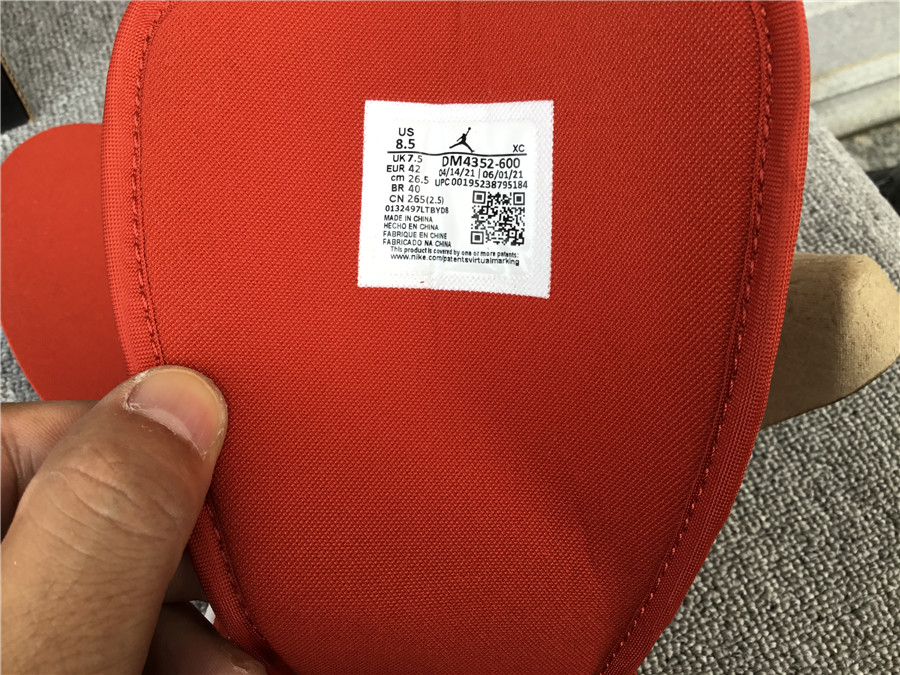 US
8.5
XC
UK 7.5
DM4352-600
EUR 42
04/14/21 | 06/01/21
cm 26.5
UPC 00195238795184
BR 40
CN 265(2.5)
0132497LTBYDB
MADE IN CHINA
HECHO EN CHINA
FABRIQUE EN CHINE
FABRICADO NA CHINA
This product is covered by one or more patents:
www.nike.com/patentsvirtualmarking